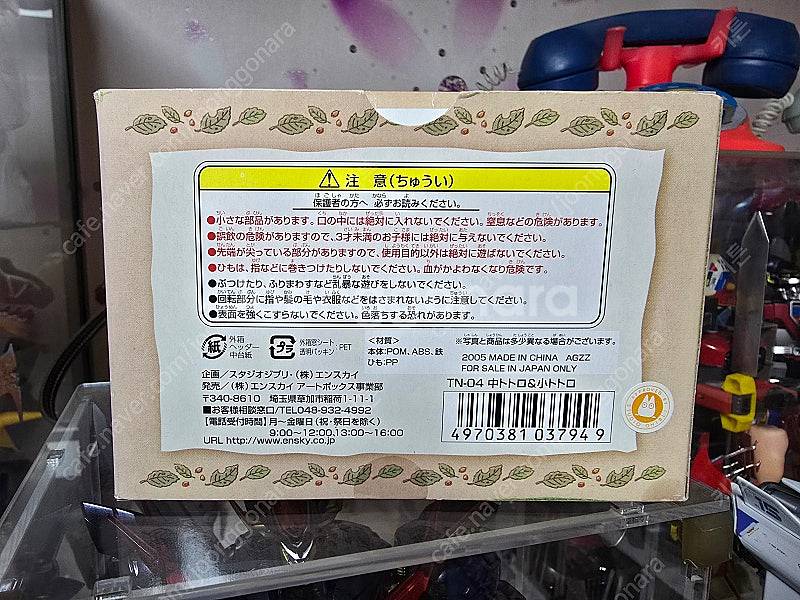 ⚠ 注 意(ちゅうい)
保護者の方へ 必ずお読みください。
●小さな部品があります。口の中には絶対に入れないでください。窒息などの危険があります。
●誤飲の危険がありますので、3才未満のお子様には絶対に与えないでください。
●先端が尖っている部分がありますので、使用目的以外は絶対に遊ばないでください。
●ひもは、指などに巻きつけたりしないでください。血がかよわなくなり危険です。
●ぶつけたり、ふりまわすなど乱暴な遊びをしないでください。
●回転部分に指や髪の毛や衣服などをはさまれないように注意してください。
●表面を強くこすらないでください。色落ちする恐れがあります。
紙 外箱 ヘッダー 中台紙
プラ 外箱窓シート、透明パッキン :PET
<材質>
本体:POM、ABS、鉄
ひも:PP
※写真と商品は多少異なる場合がございます。
2005 MADE IN CHINA AGZZ
FOR SALE IN JAPAN ONLY
企画/スタジオジブリ・(株)エンスカイ
発売/(株)エンスカイ アートボックス事業部
〒340-8610 埼玉県草加市稲荷1-11-1
■お客様相談窓口/TEL048-932-4992
【電話受付時間】月~金曜日(祝・祭日を除く)
9:00~12:00、13:00~16:00
URL http://www.ensky.co.jp
TN-04 中トトロ&小トトロ
4970381037949